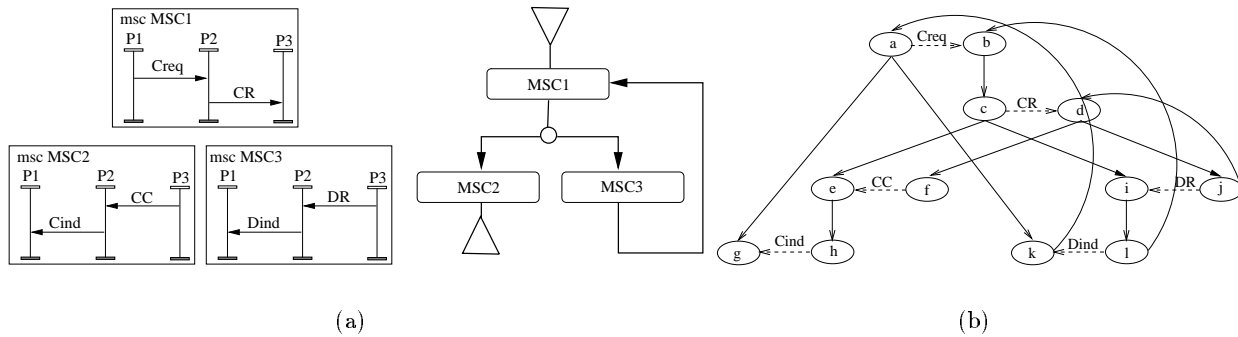 msc MSC1
P1 P2 P3
Creq
CR
msc MSC2
P1 P2 P3
CC
Cind
msc MSC3
P1 P2 P3
DR
Dind
MSC1
MSC2
MSC3
(a)
a Creq b
c CR d
e CC f
i DR j
g Cind h
k Dind l
(b)